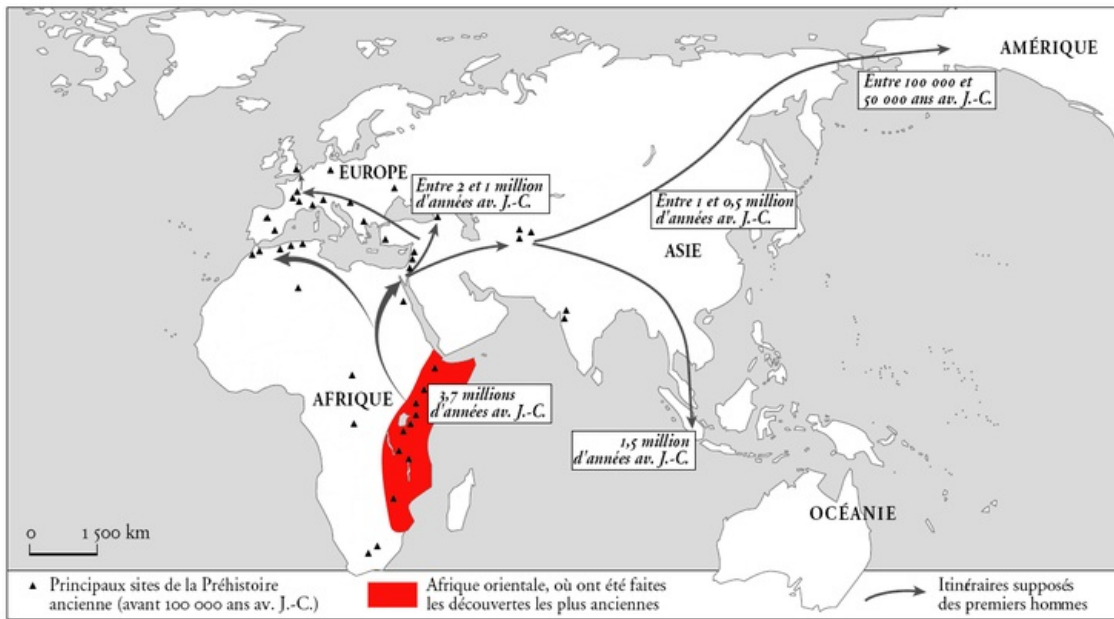 AMÉRIQUE
Entre 100 000 et
50 000 ans av. J.-C.
EUROPE
Entre 2 et 1 million
d'années av. J.-C.
Entre 1 et 0,5 million
d'années av. J.-C.
ASIE
AFRIQUE
3,7 millions
d'années av. J.-C.
1,5 million
d'années av. J.-C.
OCÉANIE
0 1 500 km
Principaux sites de la Préhistoire
ancienne (avant 100 000 ans av. J.-C.)
Afrique orientale, où ont été faites
les découvertes les plus anciennes
Itinéraires supposés
des premiers hommes